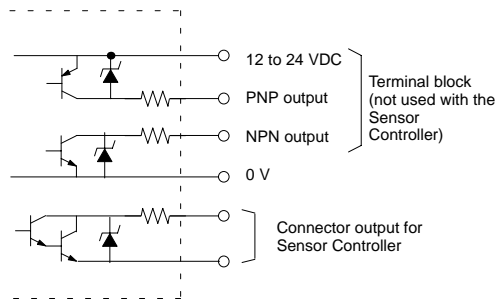 12 to 24 VDC
PNP output
NPN output
0 V
Terminal block
(not used with the
Sensor
Controller)
Connector output for
Sensor Controller